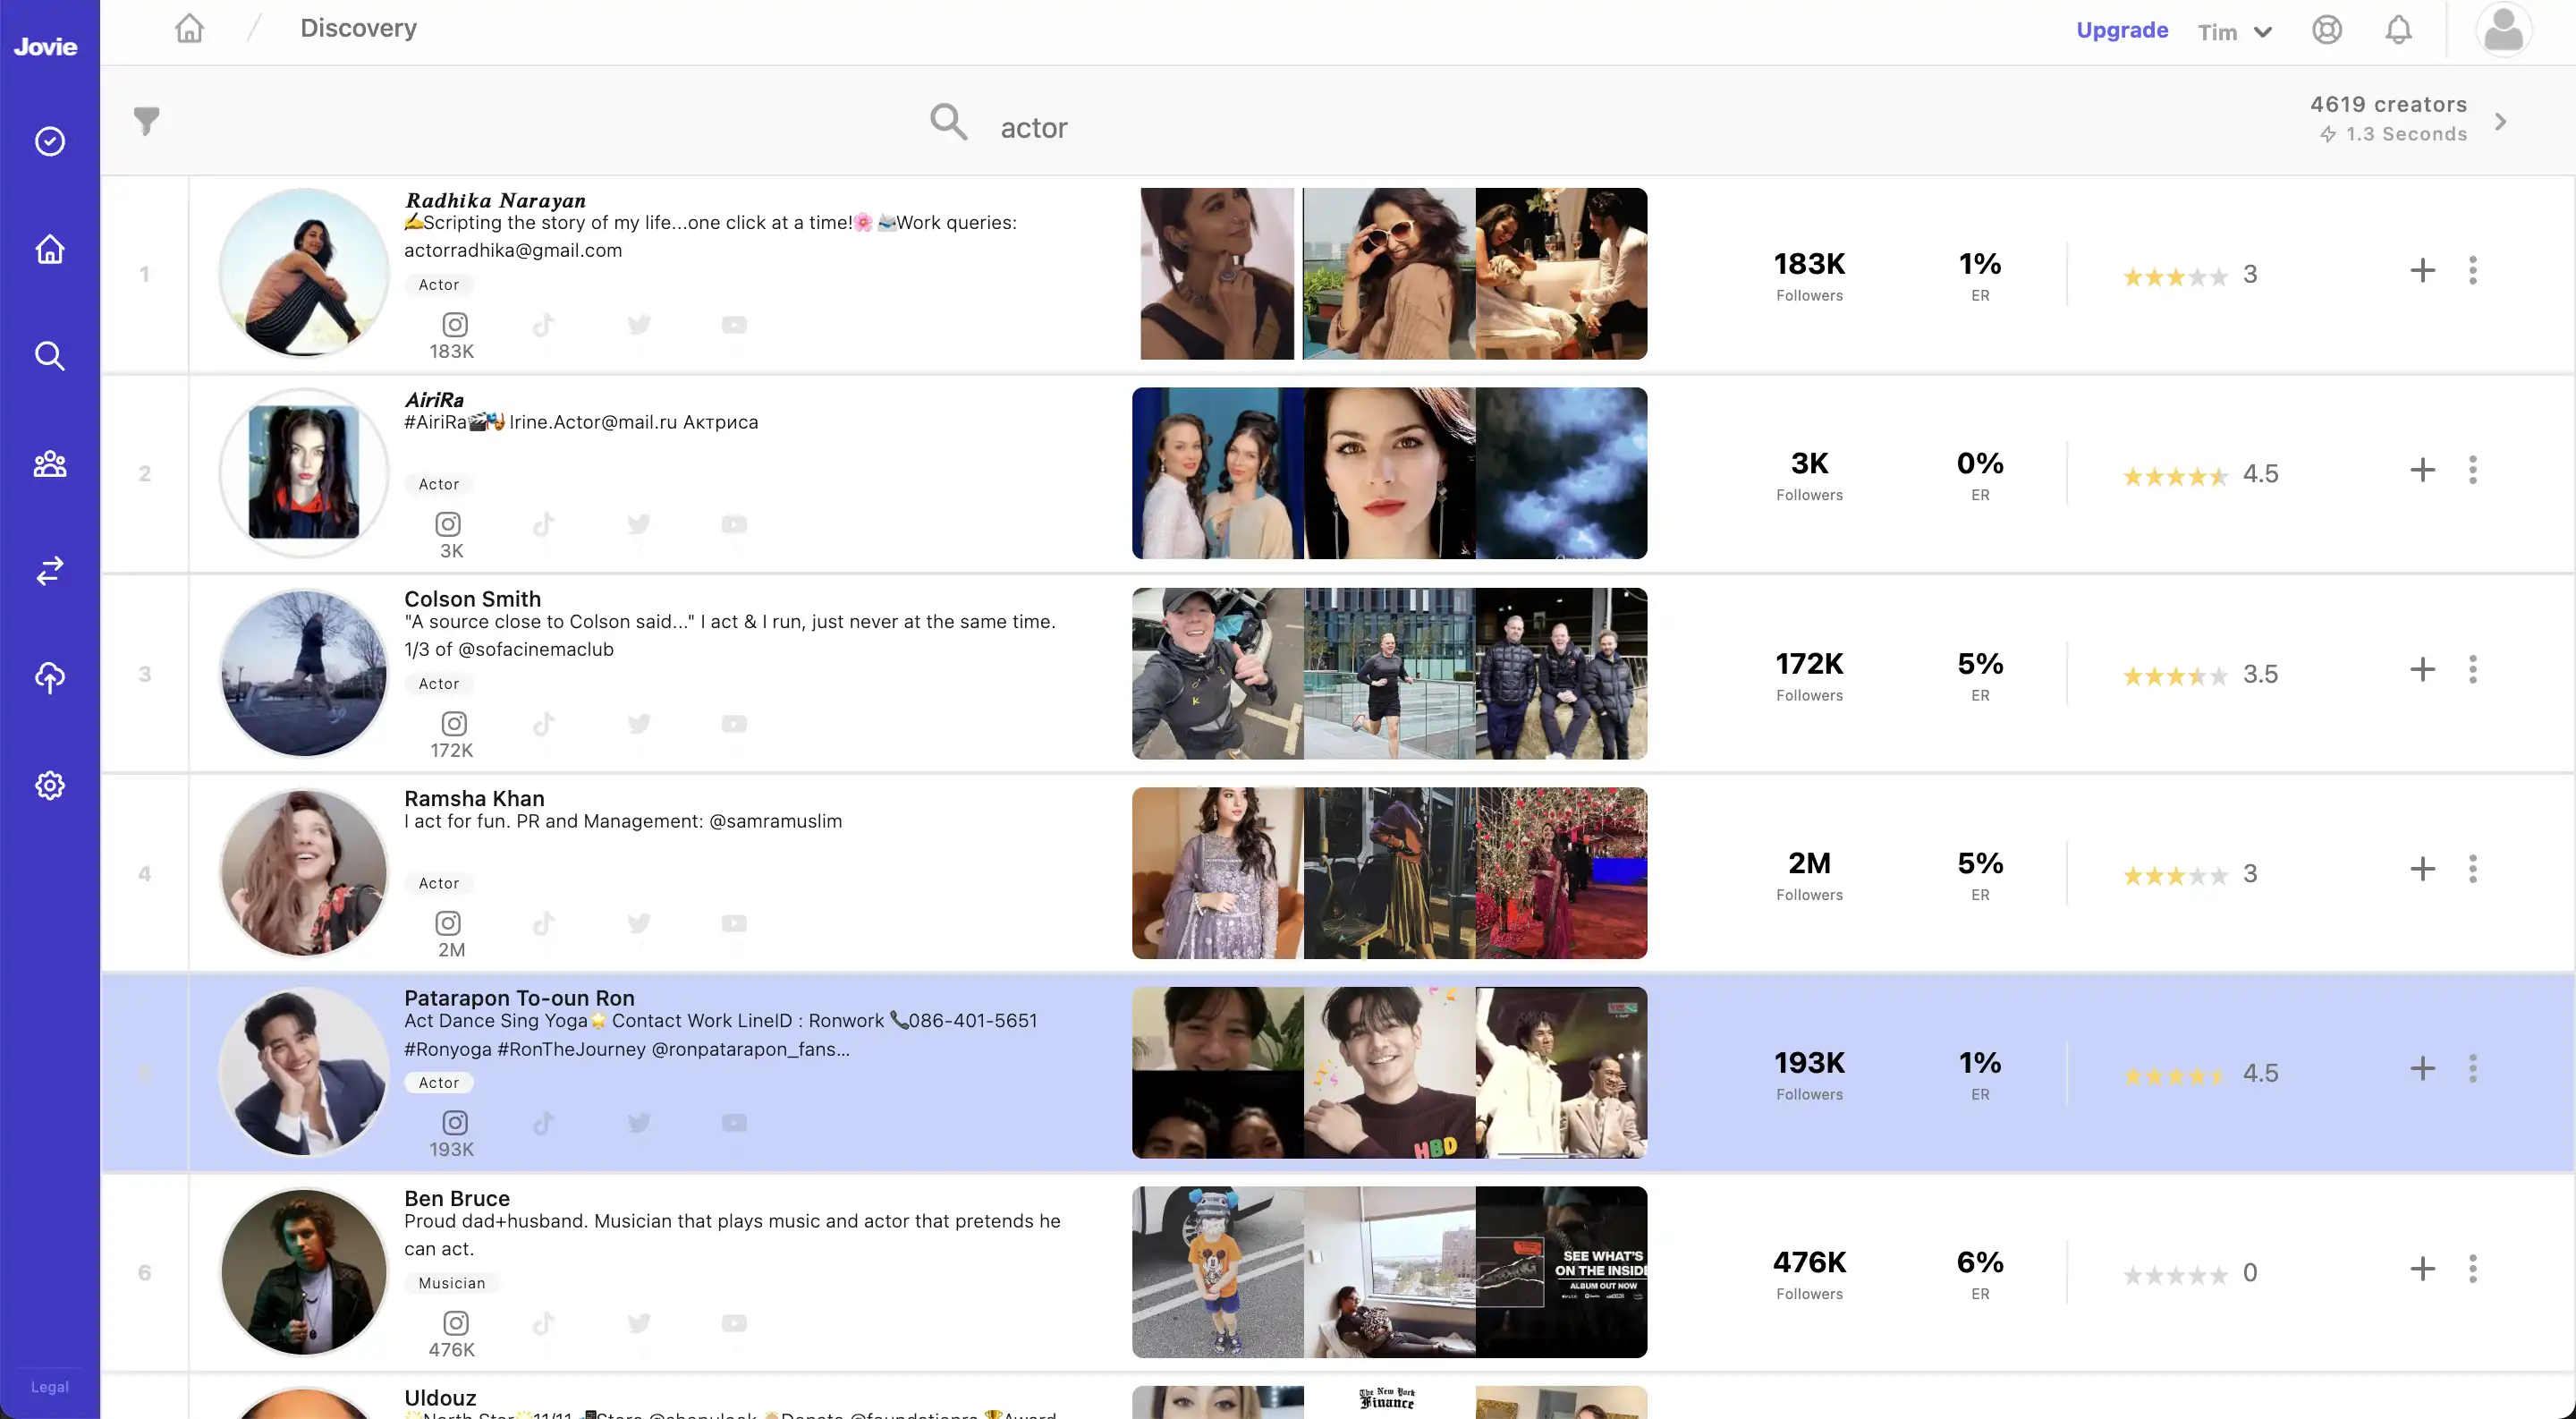 Jovie
Discovery
Upgrade
Tim
actor
4619 creators
1.3 Seconds
1
Radhika Narayan
✍️Scripting the story of my life...one click at a time!🌸 📨Work queries:
actorradhika@gmail.com
Actor
183K
183K
Followers
1%
ER
3
2
AiriRa
#AiriRa🎬🎭 Irine.Actor@mail.ru Актриса
Actor
3K
3K
Followers
0%
ER
4.5
3
Colson Smith
"A source close to Colson said..." I act & I run, just never at the same time.
1/3 of @sofacinemaclub
Actor
172K
172K
Followers
5%
ER
3.5
4
Ramsha Khan
I act for fun. PR and Management: @samramuslim
Actor
2M
2M
Followers
5%
ER
3
5
Patarapon To-oun Ron
Act Dance Sing Yoga🌟 Contact Work LineID : Ronwork 📞086-401-5651
#Ronyoga #RonTheJourney @ronpatarapon_fans...
Actor
193K
HBD
193K
Followers
1%
ER
4.5
6
Ben Bruce
Proud dad+husband. Musician that plays music and actor that pretends he
can act.
Musician
476K
SEE WHAT'S
ON THE INSIDE
ALBUM OUT NOW
476K
Followers
6%
ER
0
Legal
Uldouz
The New York
Finance